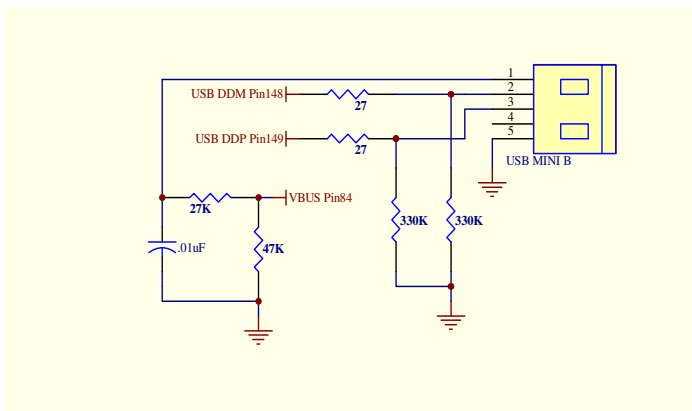 1
USB DDM Pin148
2
27
3
4
USB DDP Pin149
5
27
USB MINI B
VBUS Pin84
27K
330K
330K
.01uF
47K